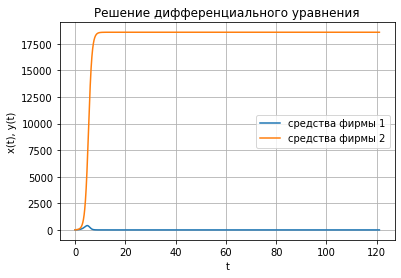 Решение дифференциального уравнения
17500
15000
12500
10000
7500
5000
2500
0
x(t), y(t)
средства фирмы 1
средства фирмы 2
0 20 40 60 80 100 120
t